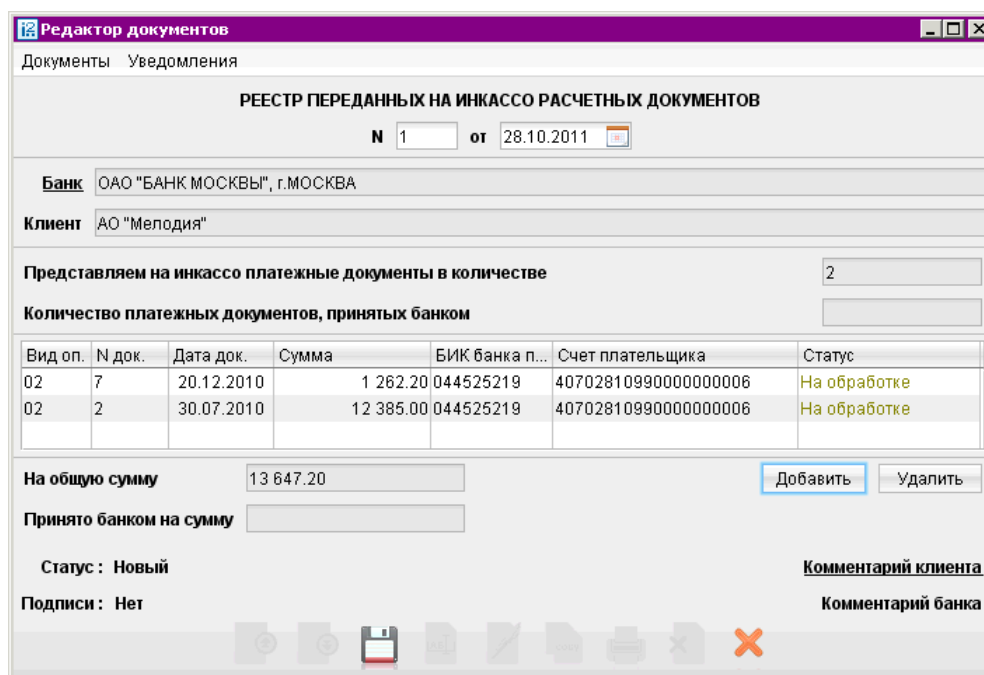 Редактор документов
Документы Уведомления
РЕЕСТР ПЕРЕДАННЫХ НА ИНКАССО РАСЧЕТНЫХ ДОКУМЕНТОВ
N 1 от 28.10.2011
Банк ОАО "БАНК МОСКВЫ", г.МОСКВА
Клиент АО "Мелодия"
Представляем на инкассо платежные документы в количестве 2
Количество платежных документов, принятых банком
Вид оп. N док. Дата док. Сумма БИК банка п... Счет плательщика Статус
02 7 20.12.2010 1 262.20 044525219 40702810990000000006 На обработке
02 2 30.07.2010 12 385.00 044525219 40702810990000000006 На обработке
На общую сумму 13 647.20 Добавить Удалить
Принято банком на сумму
Статус : Новый Комментарий клиента
Подписи : Нет Комментарий банка